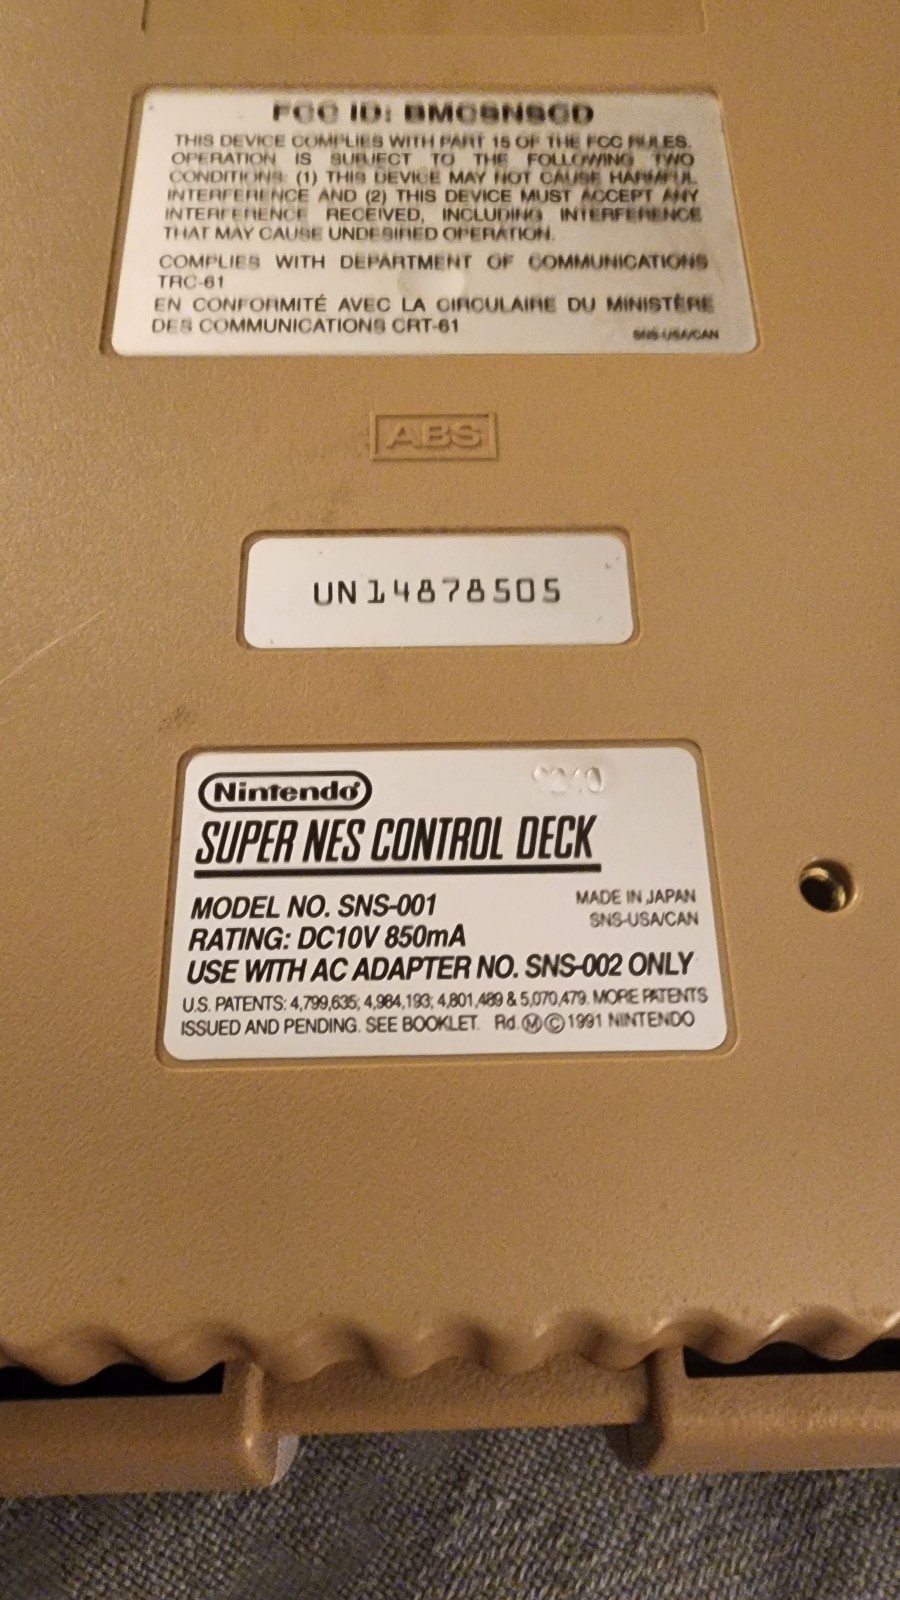 FCC ID: BMCSNSCD
THIS DEVICE COMPLIES WITH PART 15 OF THE FCC RULES.
OPERATION IS SUBJECT TO THE FOLLOWING TWO
CONDITIONS: (1) THIS DEVICE MAY NOT CAUSE HARMFUL
INTERFERENCE AND (2) THIS DEVICE MUST ACCEPT ANY
INTERFERENCE RECEIVED, INCLUDING INTERFERENCE
THAT MAY CAUSE UNDESIRED OPERATION.
COMPLIES WITH DEPARTMENT OF COMMUNICATIONS
TRC-61
EN CONFORMITÉ AVEC LA CIRCULAIRE DU MINISTÈRE
DES COMMUNICATIONS CRT-61
SNS-USA/CAN
ABS
UN14878505
Nintendo
SUPER NES CONTROL DECK
MODEL NO. SNS-001
MADE IN JAPAN
SNS-USA/CAN
RATING: DC10V 850mA
USE WITH AC ADAPTER NO. SNS-002 ONLY
U.S. PATENTS: 4,799,635; 4,984,193; 4,801,489 & 5,070,479. MORE PATENTS
ISSUED AND PENDING. SEE BOOKLET. Rd. Ⓜ©1991 NINTENDO